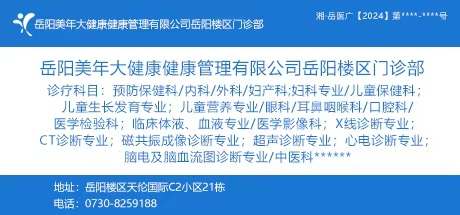 岳阳美年大健康健康管理有限公司岳阳楼区门诊部
湘·岳医广【2024】第****-****号
岳阳美年大健康健康管理有限公司岳阳楼区门诊部
诊疗科目：预防保健科/内科/外科/妇产科;妇科专业/儿童保健科；
儿童生长发育专业；儿童营养专业/眼科/耳鼻咽喉科/口腔科/
医学检验科；临床体液、血液专业/医学影像科；X线诊断专业；
CT诊断专业；磁共振成像诊断专业；超声诊断专业；心电诊断专业；
脑电及脑血流图诊断专业/中医科******
地址：岳阳楼区天伦国际C2小区21栋
电话：0730-8259188